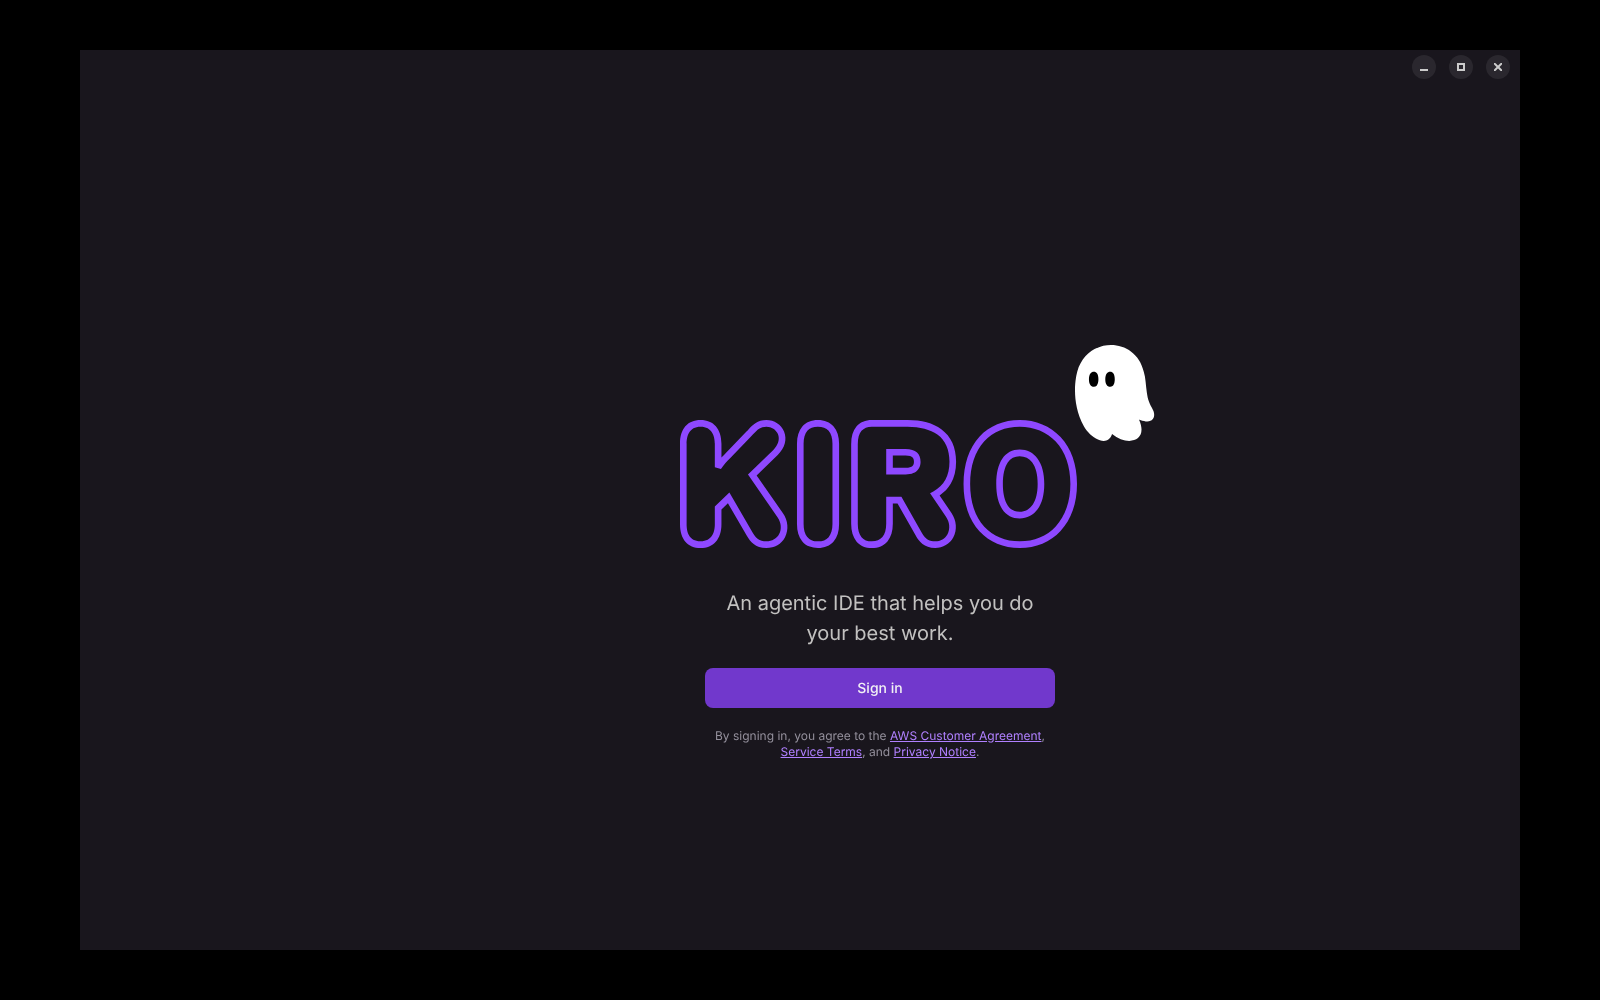 KIRO
An agentic IDE that helps you do
your best work.
Sign in
By signing in, you agree to the AWS Customer Agreement,
Service Terms, and Privacy Notice.